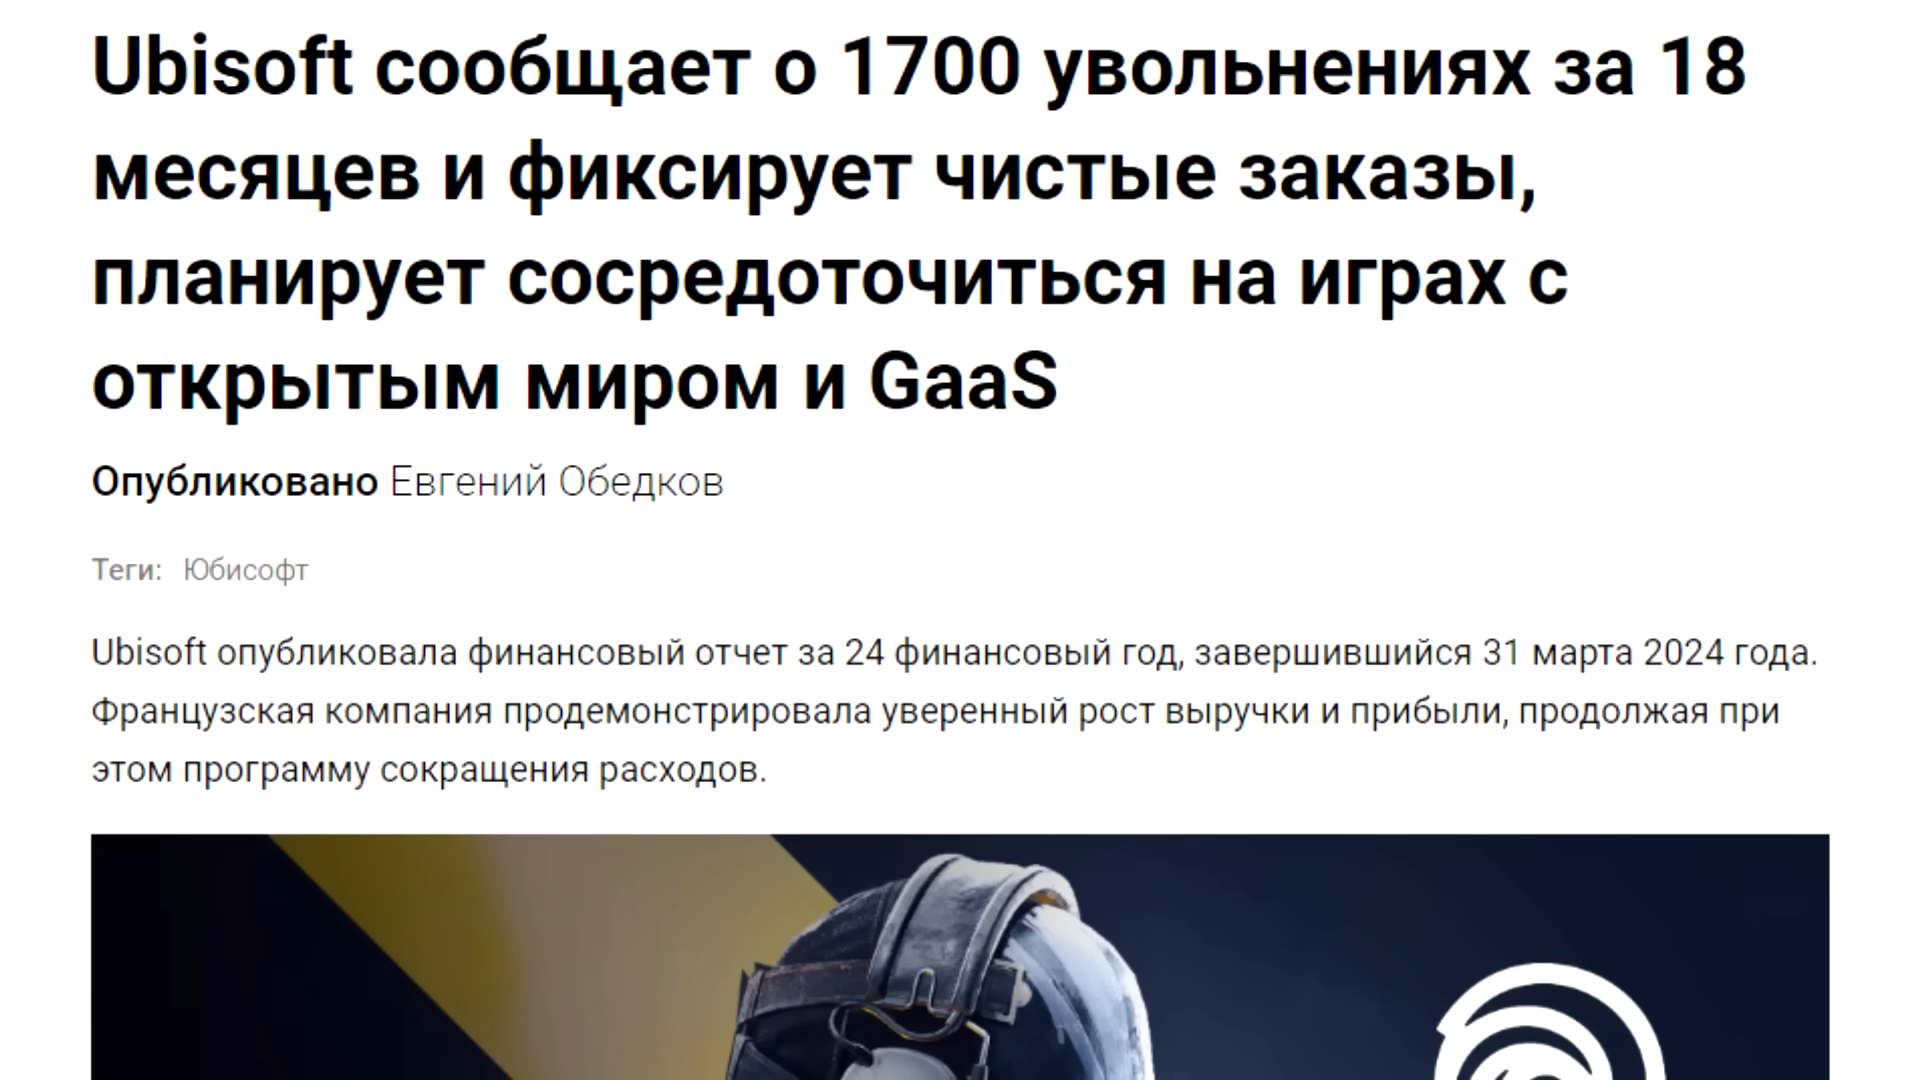 Ubisoft сообщает о 1700 увольнениях за 18
месяцев и фиксирует чистые заказы,
планирует сосредоточиться на играх с
открытым миром и GaaS
Опубликовано Евгений Обедков
Теги: Юбисофт
Ubisoft опубликовала финансовый отчет за 24 финансовый год, завершившийся 31 марта 2024 года.
Французская компания продемонстрировала уверенный рост выручки и прибыли, продолжая при
этом программу сокращения расходов.